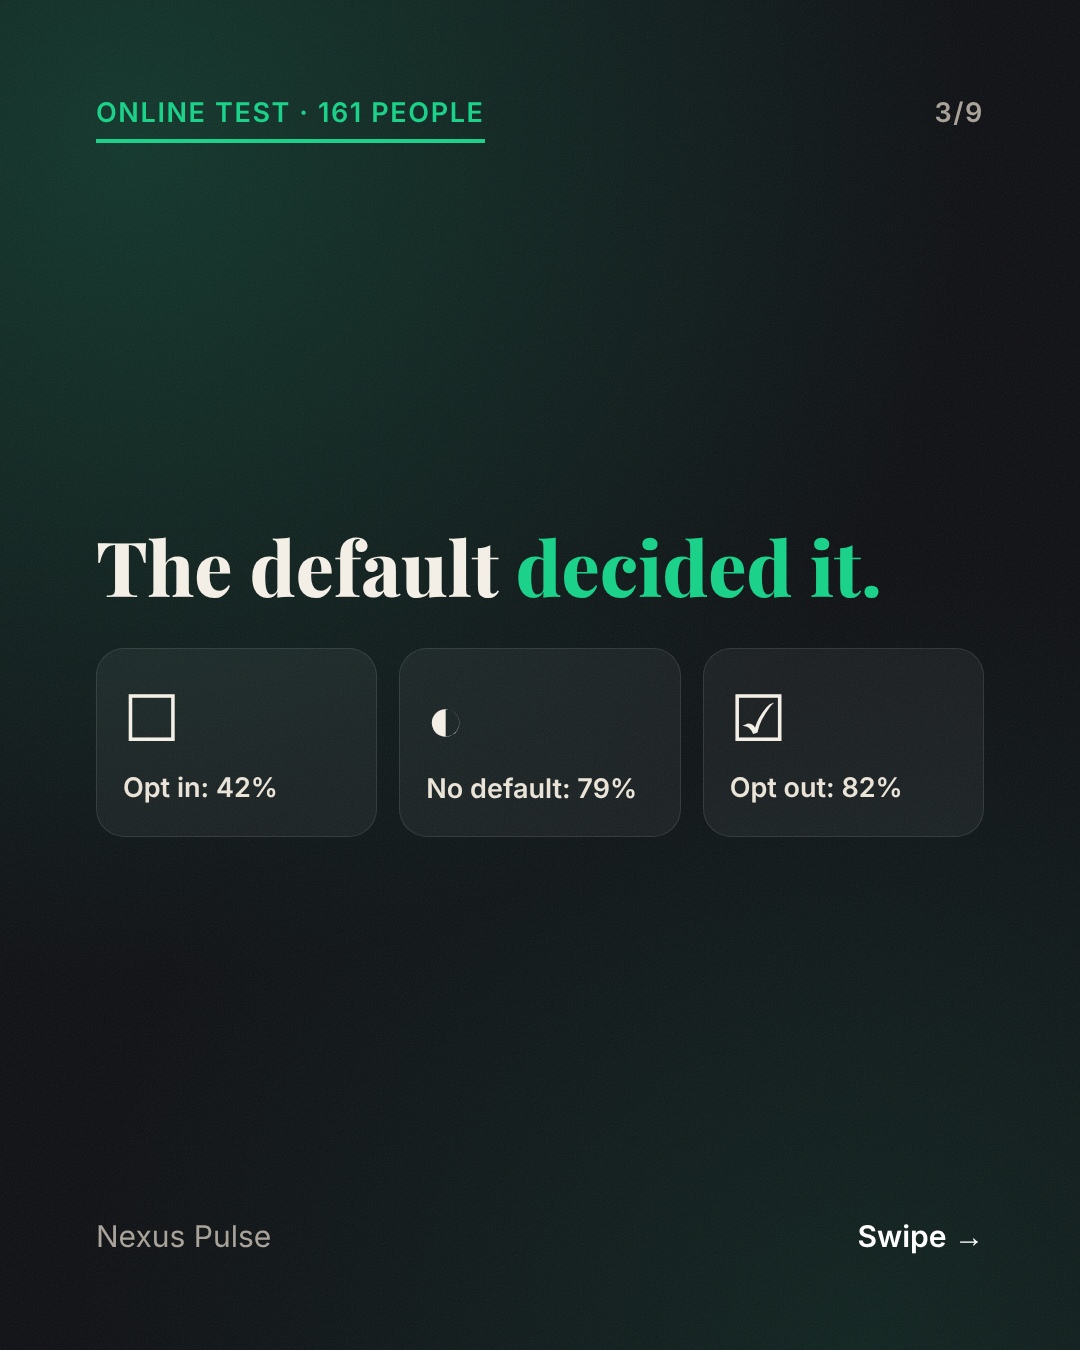 ONLINE TEST · 161 PEOPLE
3/9
The default decided it.
Opt in: 42%
No default: 79%
Opt out: 82%
Nexus Pulse
Swipe →